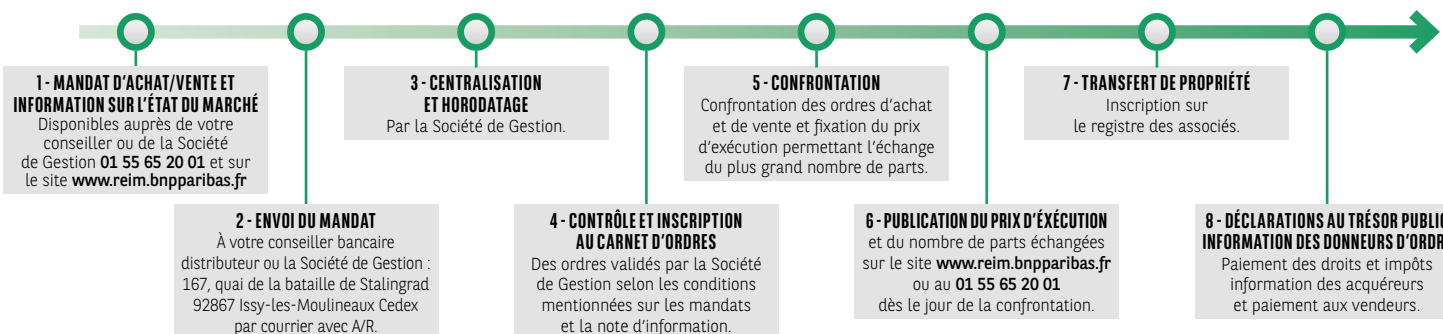 1 - MANDAT D'ACHAT/VENTE ET
INFORMATION SUR L'ÉTAT DU MARCHÉ
Disponibles auprès de votre
conseiller ou de la Société
de Gestion 01 55 65 20 01 et sur
le site www.reim.bnpparibas.fr
2 - ENVOI DU MANDAT
À votre conseiller bancaire
distributeur ou la Société de Gestion :
167, quai de la bataille de Stalingrad
92867 Issy-les-Moulineaux Cedex
par courrier avec A/R.
3 - CENTRALISATION
ET HORODATAGE
Par la Société de Gestion.
4 - CONTRÔLE ET INSCRIPTION
AU CARNET D'ORDRES
Des ordres validés par la Société
de Gestion selon les conditions
mentionnées sur les mandats
et la note d'information.
5 - CONFRONTATION
Confrontation des ordres d'achat
et de vente et fixation du prix
d'exécution permettant l'échange
du plus grand nombre de parts.
6 - PUBLICATION DU PRIX D'ÉXÉCUTION
et du nombre de parts échangées
sur le site www.reim.bnpparibas.fr
ou au 01 55 65 20 01
dès le jour de la confrontation.
7 - TRANSFERT DE PROPRIÉTÉ
Inscription sur
le registre des associés.
8 - DÉCLARATIONS AU TRÉSOR PUBLIC
INFORMATION DES DONNEURS D'ORDR
Paiement des droits et impôts
information des acquéreurs
et paiement aux vendeurs.